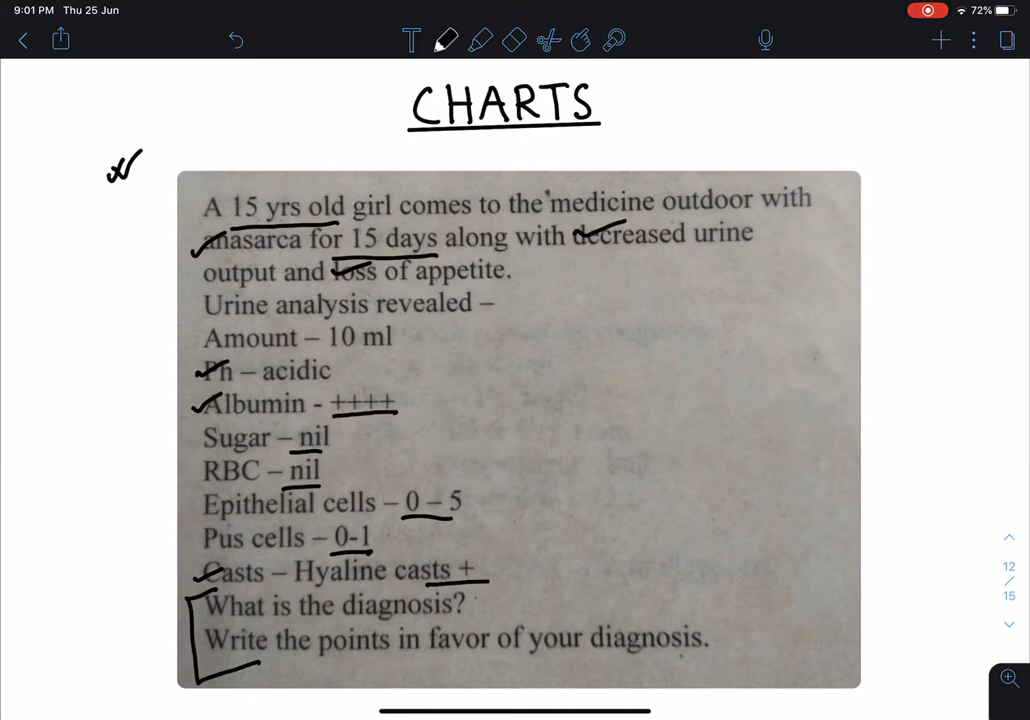 9:01 PM Thu 25 Jun
72%
T
CHARTS
A 15 yrs old girl comes to the medicine outdoor with
anasarca for 15 days along with decreased urine
output and loss of appetite.
Urine analysis revealed –
Amount – 10 ml
Ph – acidic
Albumin - ++++
Sugar – nil
RBC – nil
Epithelial cells – 0 – 5
Pus cells – 0-1
Casts – Hyaline casts +
What is the diagnosis?
Write the points in favor of your diagnosis.
12
/
15